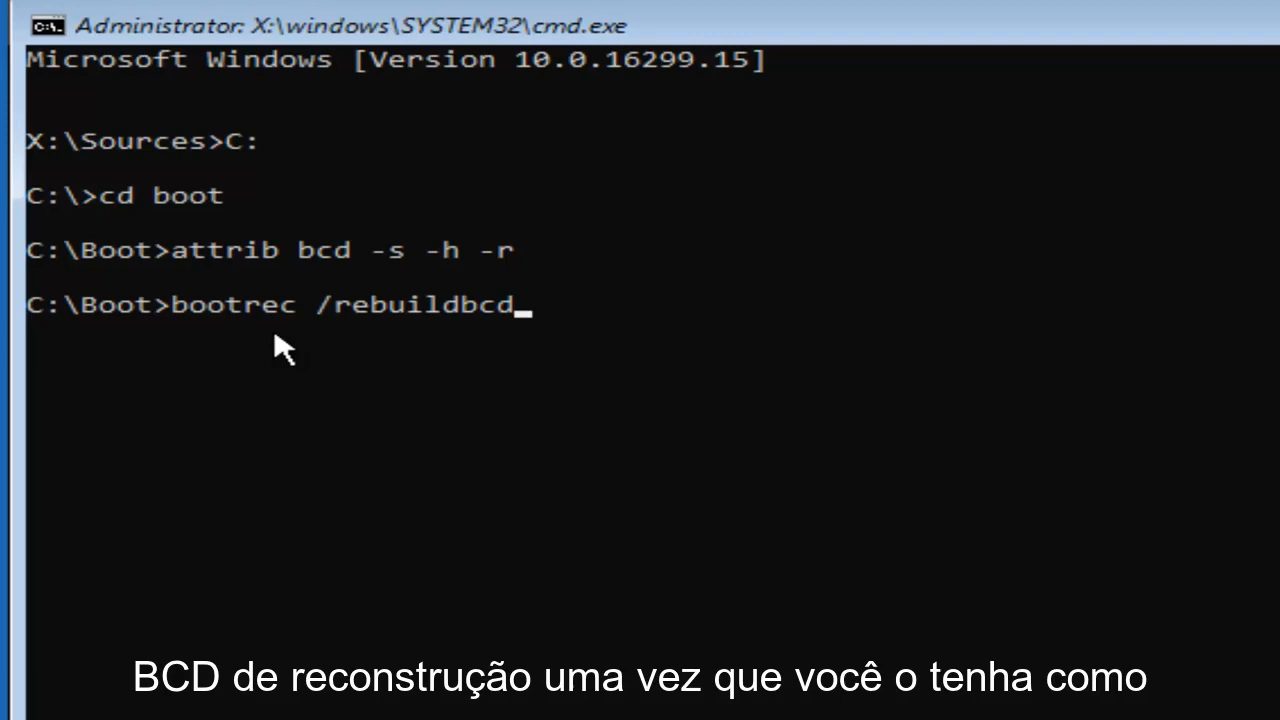 Administrator: X:\windows\SYSTEM32\cmd.exe
Microsoft Windows [Version 10.0.16299.15]
X:\Sources>C:
C:\>cd boot
C:\Boot>attrib bcd -s -h -r
C:\Boot>bootrec /rebuildbcd_
BCD de reconstrução uma vez que você o tenha como